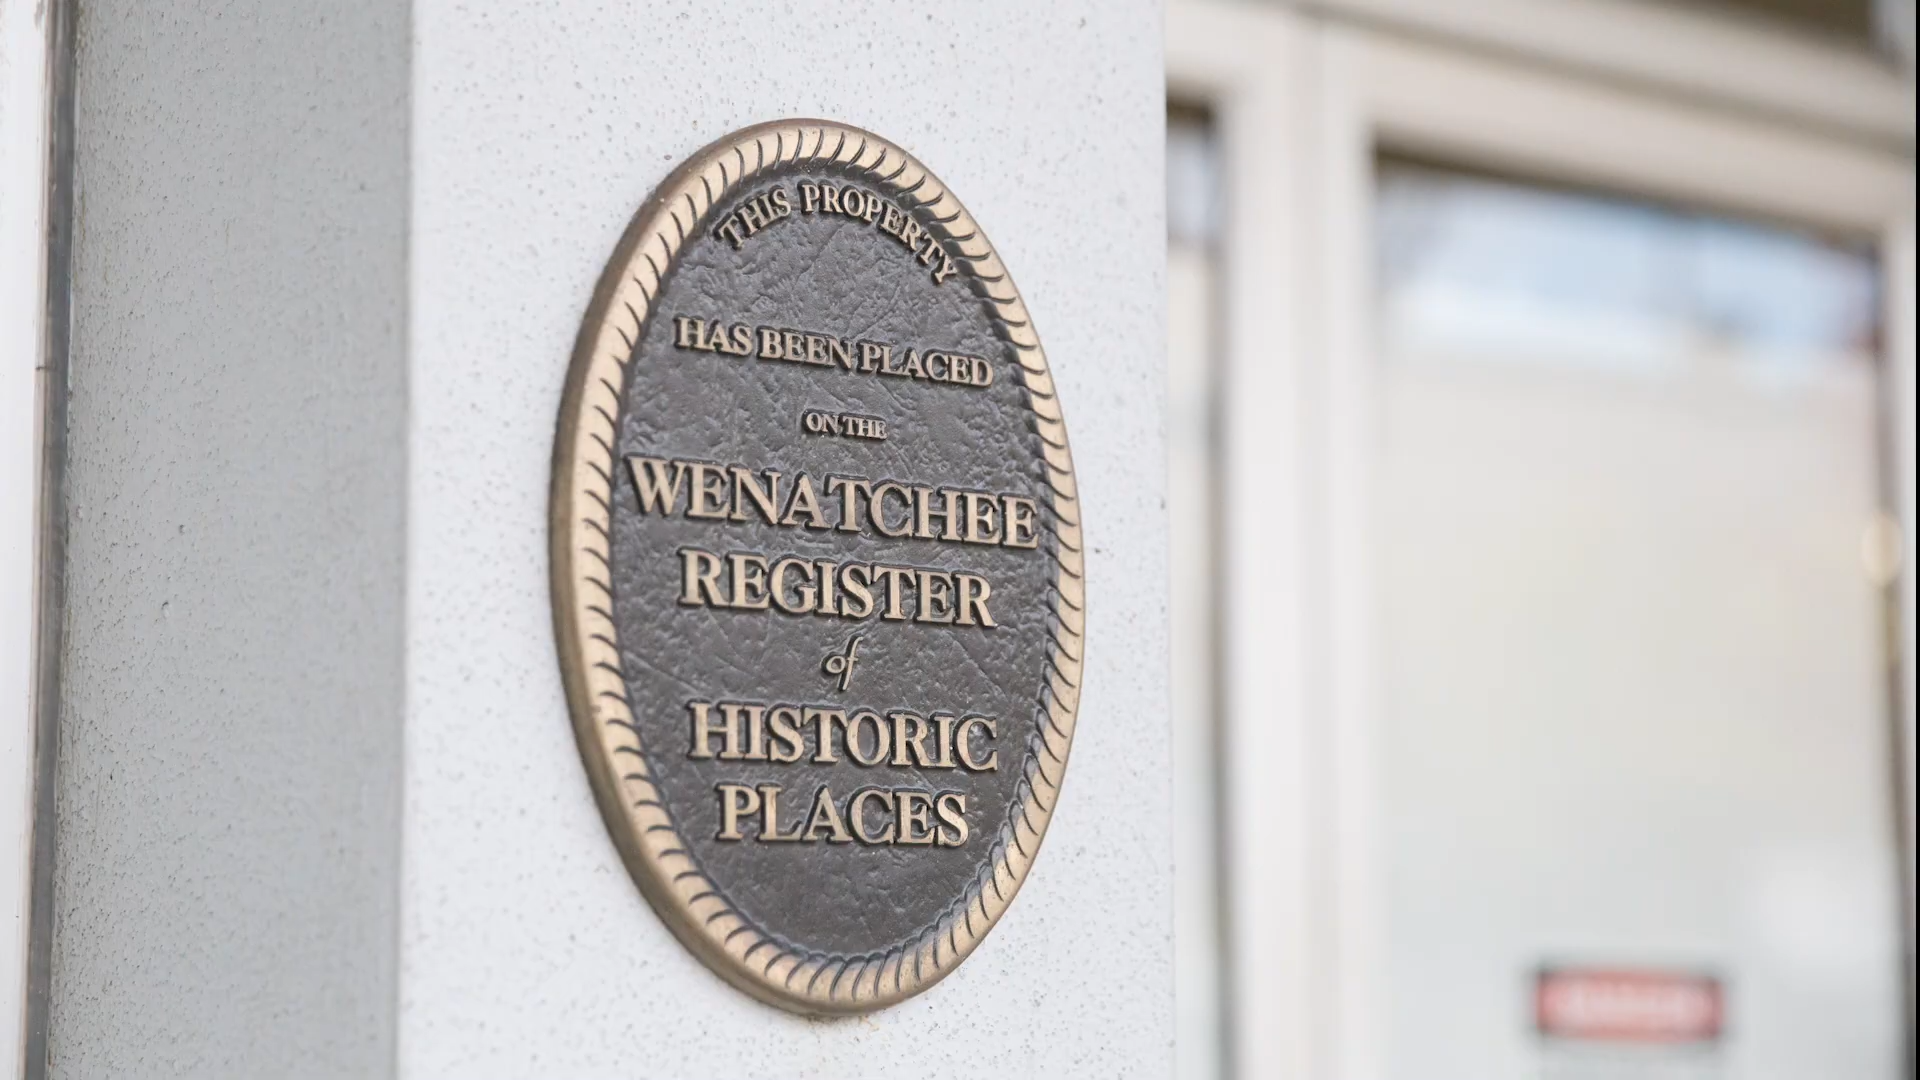 THIS PROPERTY
HAS BEEN PLACED
ON THE
WENATCHEE
REGISTER
of
HISTORIC
PLACES